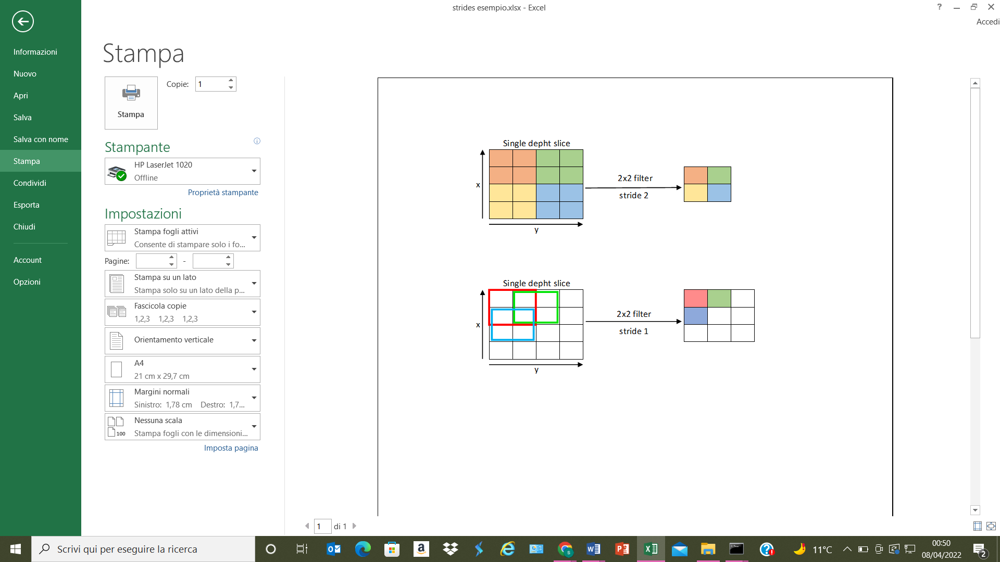 strides esempio.xlsx - Excel
?
Accedi
Informazioni
Nuovo
Apri
Salva
Salva con nome
Stampa
Condividi
Esporta
Chiudi
Account
Opzioni
Stampa
Stampa
Copie: 1
Stampante
HP LaserJet 1020
Offline
Proprietà stampante
Impostazioni
Stampa fogli attivi
Consente di stampare solo i fo...
Pagine: -
Stampa su un lato
Stampa solo su un lato della p...
Fascicola copie
1,2,3 1,2,3 1,2,3
Orientamento verticale
A4
21 cm x 29,7 cm
Margini normali
Sinistro: 1,78 cm Destro: 1,7...
Nessuna scala
100
Stampa fogli con le dimensioni...
Imposta pagina
Single depht slice
x
y
2x2 filter
stride 2
Single depht slice
x
y
2x2 filter
stride 1
1 di 1
Scrivi qui per eseguire la ricerca
11°C
00:50
08/04/2022
2